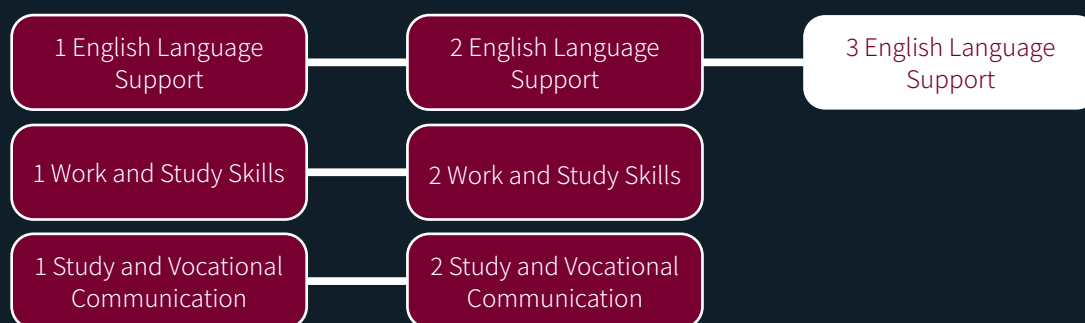 1 English Language
Support
2 English Language
Support
3 English Language
Support
1 Work and Study Skills
2 Work and Study Skills
1 Study and Vocational
Communication
2 Study and Vocational
Communication